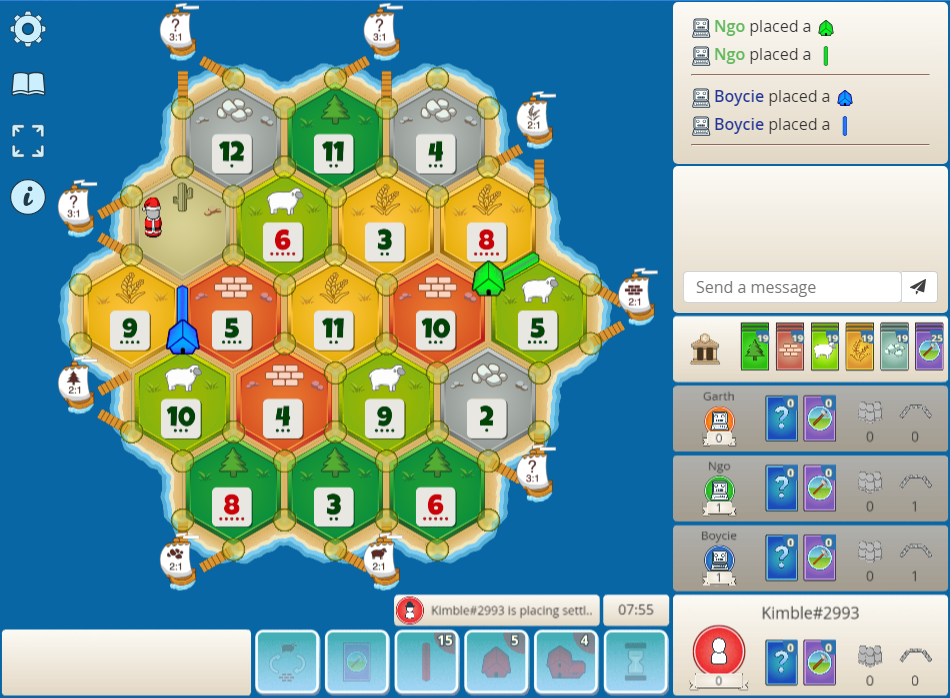 ?
3:1
?
3:1
2:1
?
3:1
2:1
2:1
?
3:1
2:1
2:1
12
11
4
6
3
8
9
5
11
10
5
10
4
9
2
8
3
6
i
Ngo placed a
Ngo placed a
Boycie placed a
Boycie placed a
Send a message
19 19 19 19 19 25
Garth
0 ? 0 0 0 0
Ngo
1 ? 0 0 0 1
Boycie
1 ? 0 0 0 1
Kimble#2993 is placing settl.. 07:55
15 5 4
Kimble#2993
0 ? 0 0 0 0